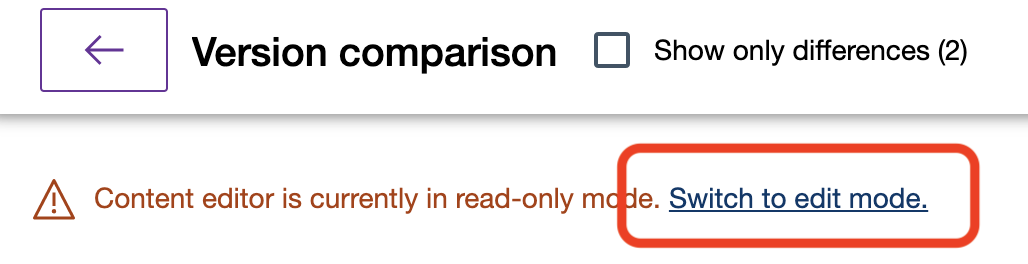 Version comparison Show only differences (2)
Content editor is currently in read-only mode. Switch to edit mode.